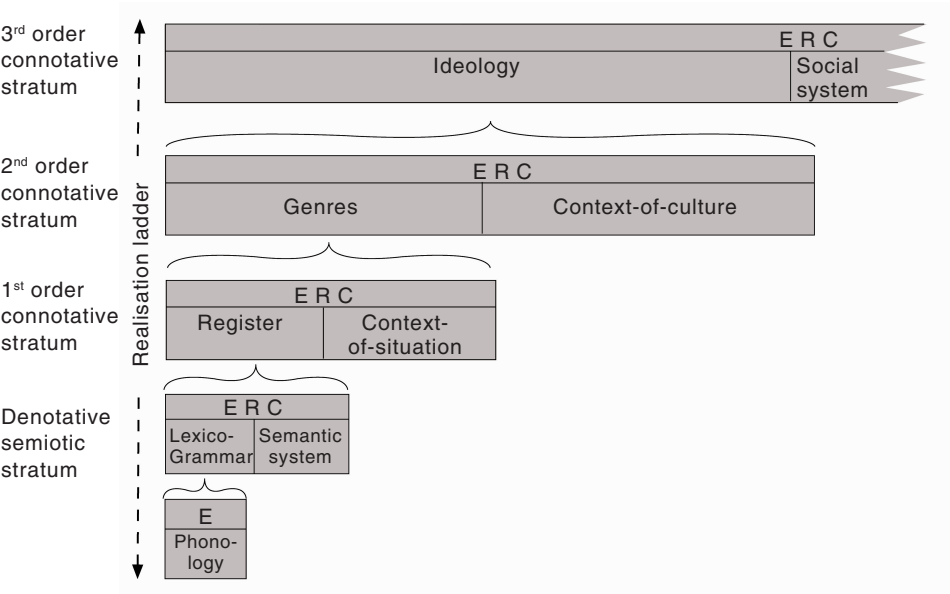 3rd order
connotative
stratum
E R C
Ideology
Social
system
2nd order
connotative
stratum
E R C
Genres
Context-of-culture
Realisation ladder
1st order
connotative
stratum
E R C
Register
Context-
of-situation
Denotative
semiotic
stratum
E R C
Lexico-
Grammar
Semantic
system
E
Phono-
logy